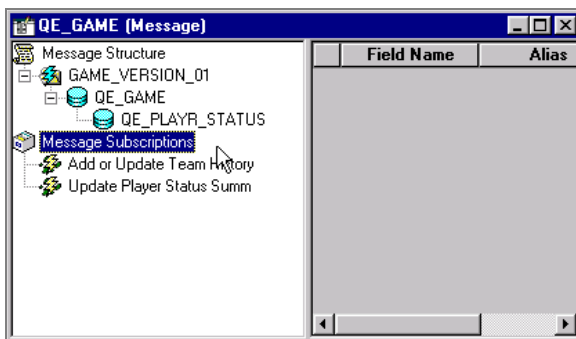 QE_GAME (Message)
Message Structure
GAME_VERSION_01
QE_GAME
QE_PLAYR_STATUS
Message Subscriptions
Add or Update Team History
Update Player Status Summ
Field Name Alias